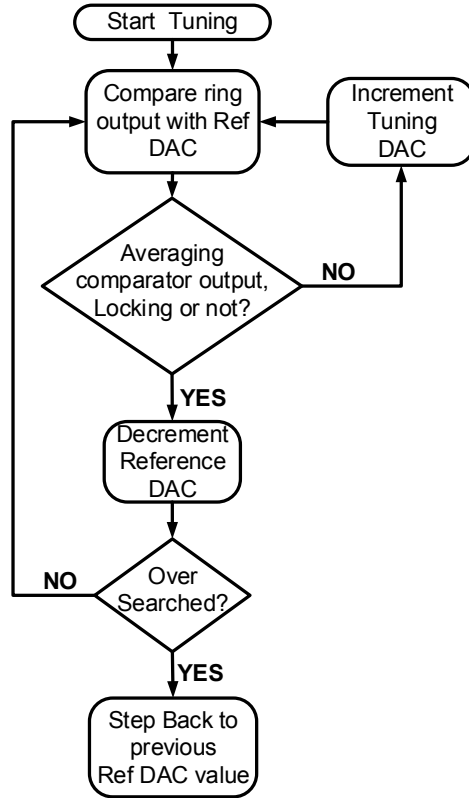 Start Tuning
Compare ring
output with Ref
DAC
Increment
Tuning
DAC
Averaging
comparator output,
Locking or not?
NO
YES
Decrement
Reference
DAC
NO
Over
Searched?
YES
Step Back to
previous
Ref DAC value